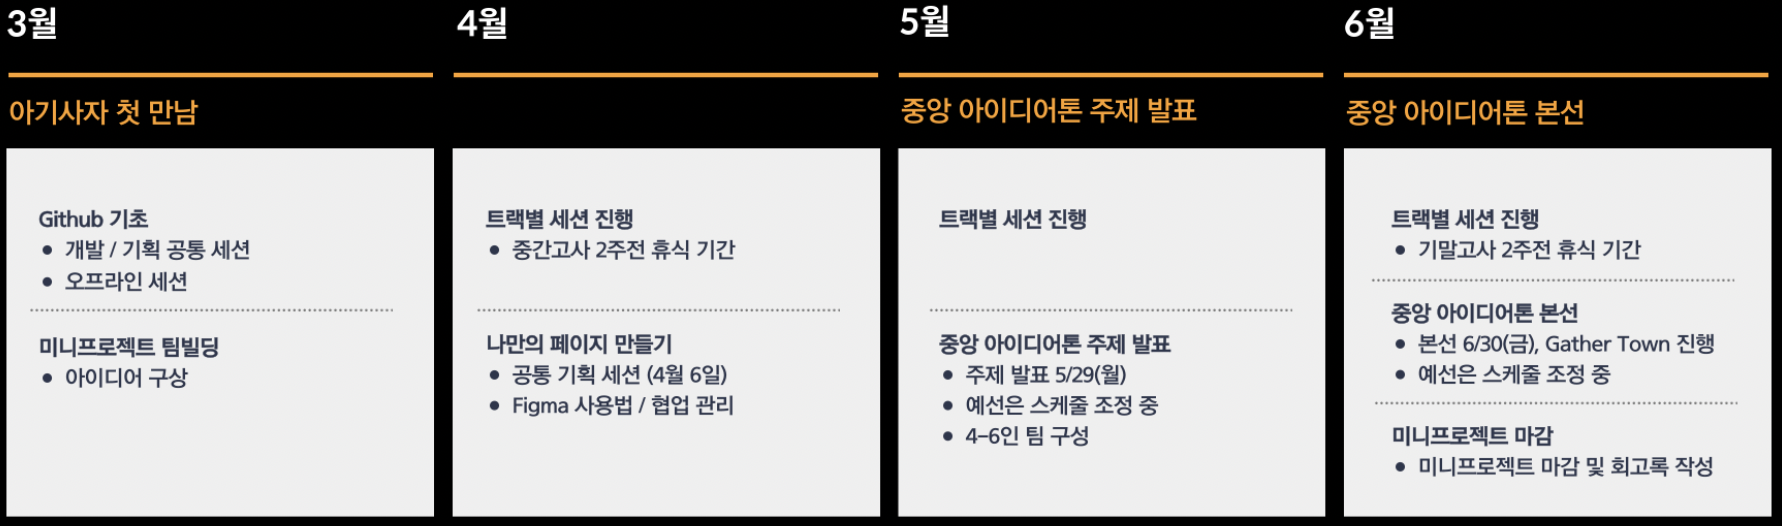 3월
아기사자 첫 만남
Github 기초
• 개발 / 기획 공통 세션
• 오프라인 세션
미니프로젝트 팀빌딩
• 아이디어 구상
4월
트랙별 세션 진행
• 중간고사 2주전 휴식 기간
나만의 페이지 만들기
• 공통 기획 세션 (4월 6일)
• Figma 사용법 / 협업 관리
5월
중앙 아이디어톤 주제 발표
트랙별 세션 진행
중앙 아이디어톤 주제 발표
• 주제 발표 5/29(월)
• 예선은 스케줄 조정 중
• 4-6인 팀 구성
6월
중앙 아이디어톤 본선
트랙별 세션 진행
• 기말고사 2주전 휴식 기간
중앙 아이디어톤 본선
• 본선 6/30(금), Gather Town 진행
• 예선은 스케줄 조정 중
미니프로젝트 마감
• 미니프로젝트 마감 및 회고록 작성